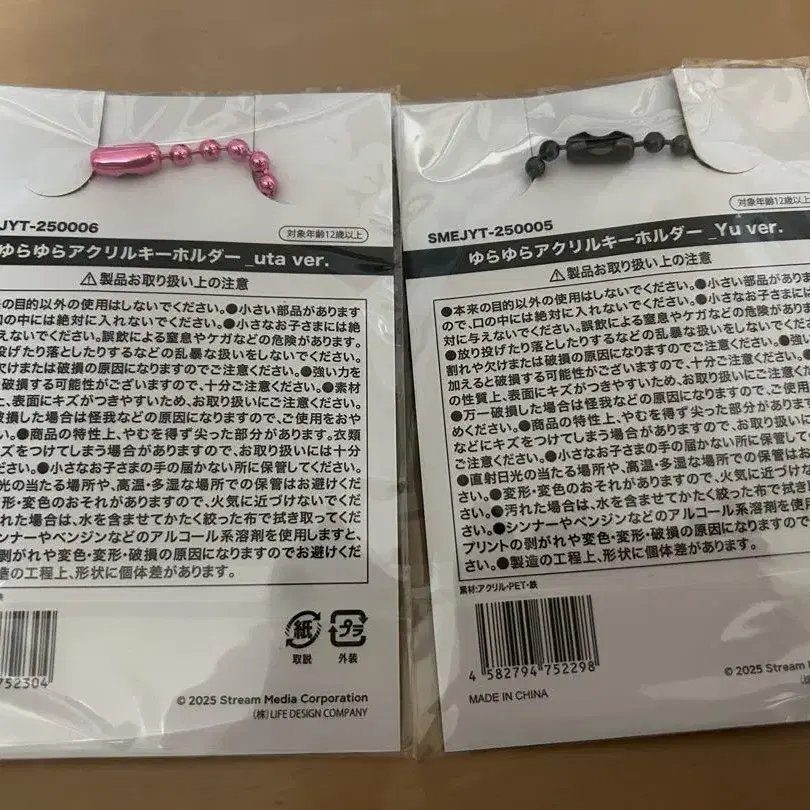 JYT-250006
対象年齢12歳以上
ゆらゆらアクリルキーホルダー _uta ver.
⚠製品お取り扱い上の注意
来の目的以外の使用はしないでください。●小さい部品があります
口の中には絶対に入れないでください。●小さなお子さまには絶
えないでください。誤飲による窒息やケガなどの危険があります。
投げたり落としたりするなどの乱暴な扱いをしないでください。
欠けまたは破損の原因になりますのでご注意ください。●強い力を
破損する可能性がございますので、十分ご注意ください。●素材
上、表面にキズがつきやすいため、お取り扱いにご注意ください。
破損した場合は怪我などの原因になりますので、ご使用をおや
い。●商品の特性上、やむを得ず尖った部分があります。衣類
ズをつけてしまう場合がありますので、お取り扱いには十分
ださい。●小さなお子さまの手の届かない所に保管してください。
日光の当たる場所や、高温・多湿な場所での保管はお避けくだ
形・変色のおそれがありますので、火気に近づけないでくだ
汚れた場合は、水を含ませてかたく絞った布で拭き取ってくだ
ンナーやベンジンなどのアルコール系溶剤を使用しますと、
剥がれや変色・変形・破損の原因になりますのでお避けくだ
造の工程上、形状に個体差があります。
紙
取説
プラ
外装
752304
© 2025 Stream Media Corporation
(株)LIFE DESIGN COMPANY
対象年齢12歳以上
SMEJYT-250005
ゆらゆらアクリルキーホルダー _Yu ver.
⚠製品お取り扱い上の注意
●本来の目的以外の使用はしないでください。●小さい部品があ
ので、口の中には絶対に入れないでください。●小さなお子さまには
対に与えないでください。誤飲による窒息やケガなどの危険がありま
●放り投げたり落としたりするなどの乱暴な扱いをしないでください。
割れや欠けまたは破損の原因になりますのでご注意ください。●強い
加えると破損する可能性がございますので、十分ご注意ください。●
の性質上、表面にキズがつきやすいため、お取り扱いにご注意くださ
●万一破損した場合は怪我などの原因になりますので、ご使用を
めください。●商品の特性上、やむを得ず尖った部分があります。
などにキズをつけてしまう場合がありますので、お取り扱いに
ご注意ください。●小さなお子さまの手の届かない所に保管して
●直射日光の当たる場所や、高温・多湿な場所での保管はお
い。●変形・変色のおそれがありますので、火気に近づけ
い。●汚れた場合は、水を含ませてかたく絞った布で拭き
い。●シンナーやベンジンなどのアルコール系溶剤を使用
プリントの剥がれや変色・変形・破損の原因になりますので
さい。●製造の工程上、形状に個体差があります。
素材:アクリル・PET・鉄
4 582794 752298
MADE IN CHINA
© 2025 Stream M